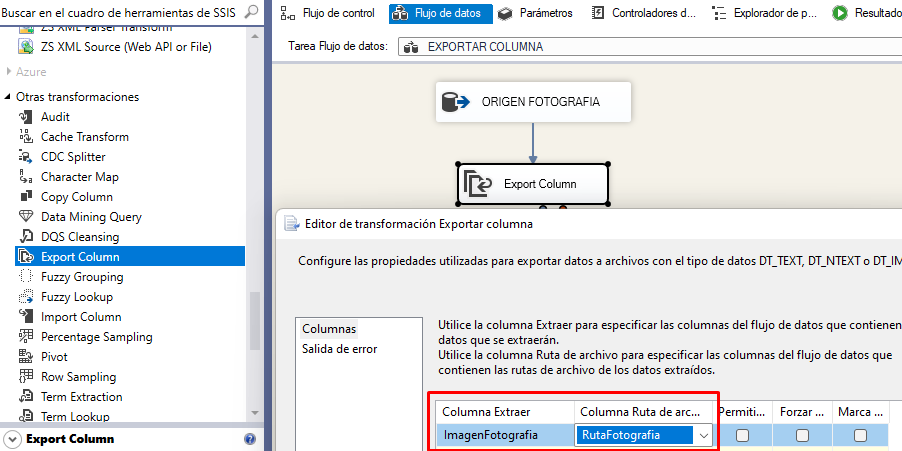 Buscar en el cuadro de herramientas de SSIS
ZS XML Parser Transform
ZS XML Source (Web API or File)
Azure
Otras transformaciones
Audit
Cache Transform
CDC Splitter
Character Map
Copy Column
Data Mining Query
DQS Cleansing
Export Column
Fuzzy Grouping
Fuzzy Lookup
Import Column
Percentage Sampling
Pivot
Row Sampling
Term Extraction
Term Lookup
Export Column
Flujo de control
Flujo de datos
Parámetros
Controladores d...
Explorador de p...
Resultado
Tarea Flujo de datos:
EXPORTAR COLUMNA
ORIGEN FOTOGRAFIA
Export Column
Editor de transformación Exportar columna
Configure las propiedades utilizadas para exportar datos a archivos con el tipo de datos DT_TEXT, DT_NTEXT o DT_IM
Columnas
Salida de error
Utilice la columna Extraer para especificar las columnas del flujo de datos que contienen
datos que se extraerán.
Utilice la columna Ruta de archivo para especificar las columnas del flujo de datos que
contienen las rutas de archivo de los datos extraídos.
Columna Extraer
Columna Ruta de arc...
Permiti...
Forzar ...
Marca ...
ImagenFotografia
RutaFotografia